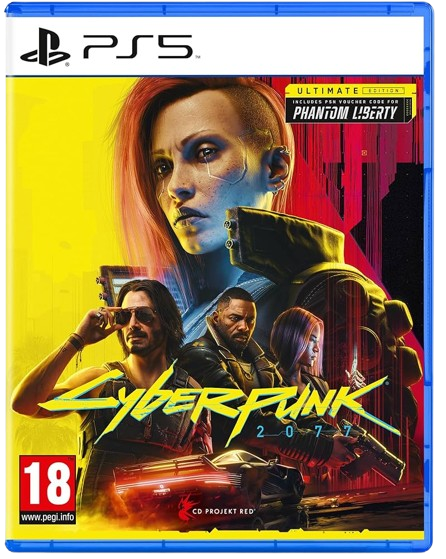 PS5
ULTIMATE EDITION
INCLUDES PSN VOUCHER CODE FOR
PHANTOM LIBERTY
CYBERPUNK
2077
18
www.pegi.info
CD PROJEKT RED